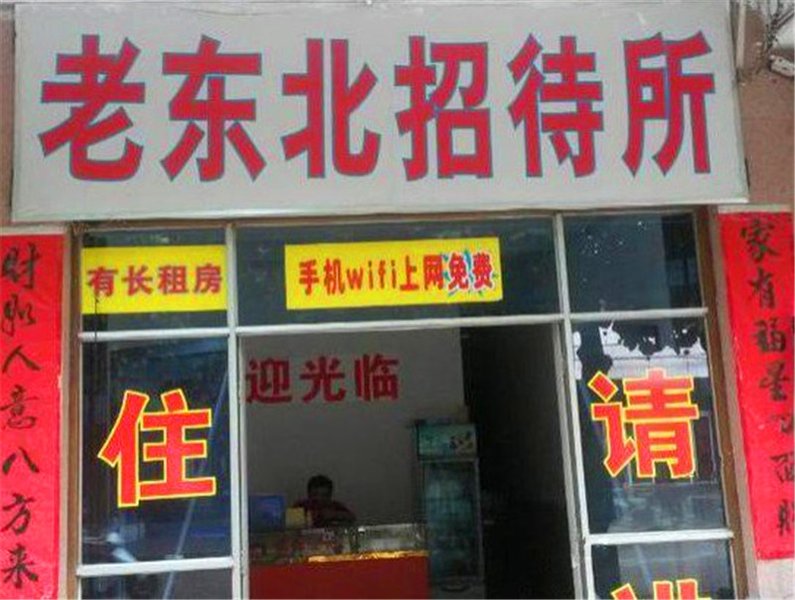 老东北招待所
有长租房
手机wifi上网免费
迎光临
住
请
财胜人意八方来
家有福星